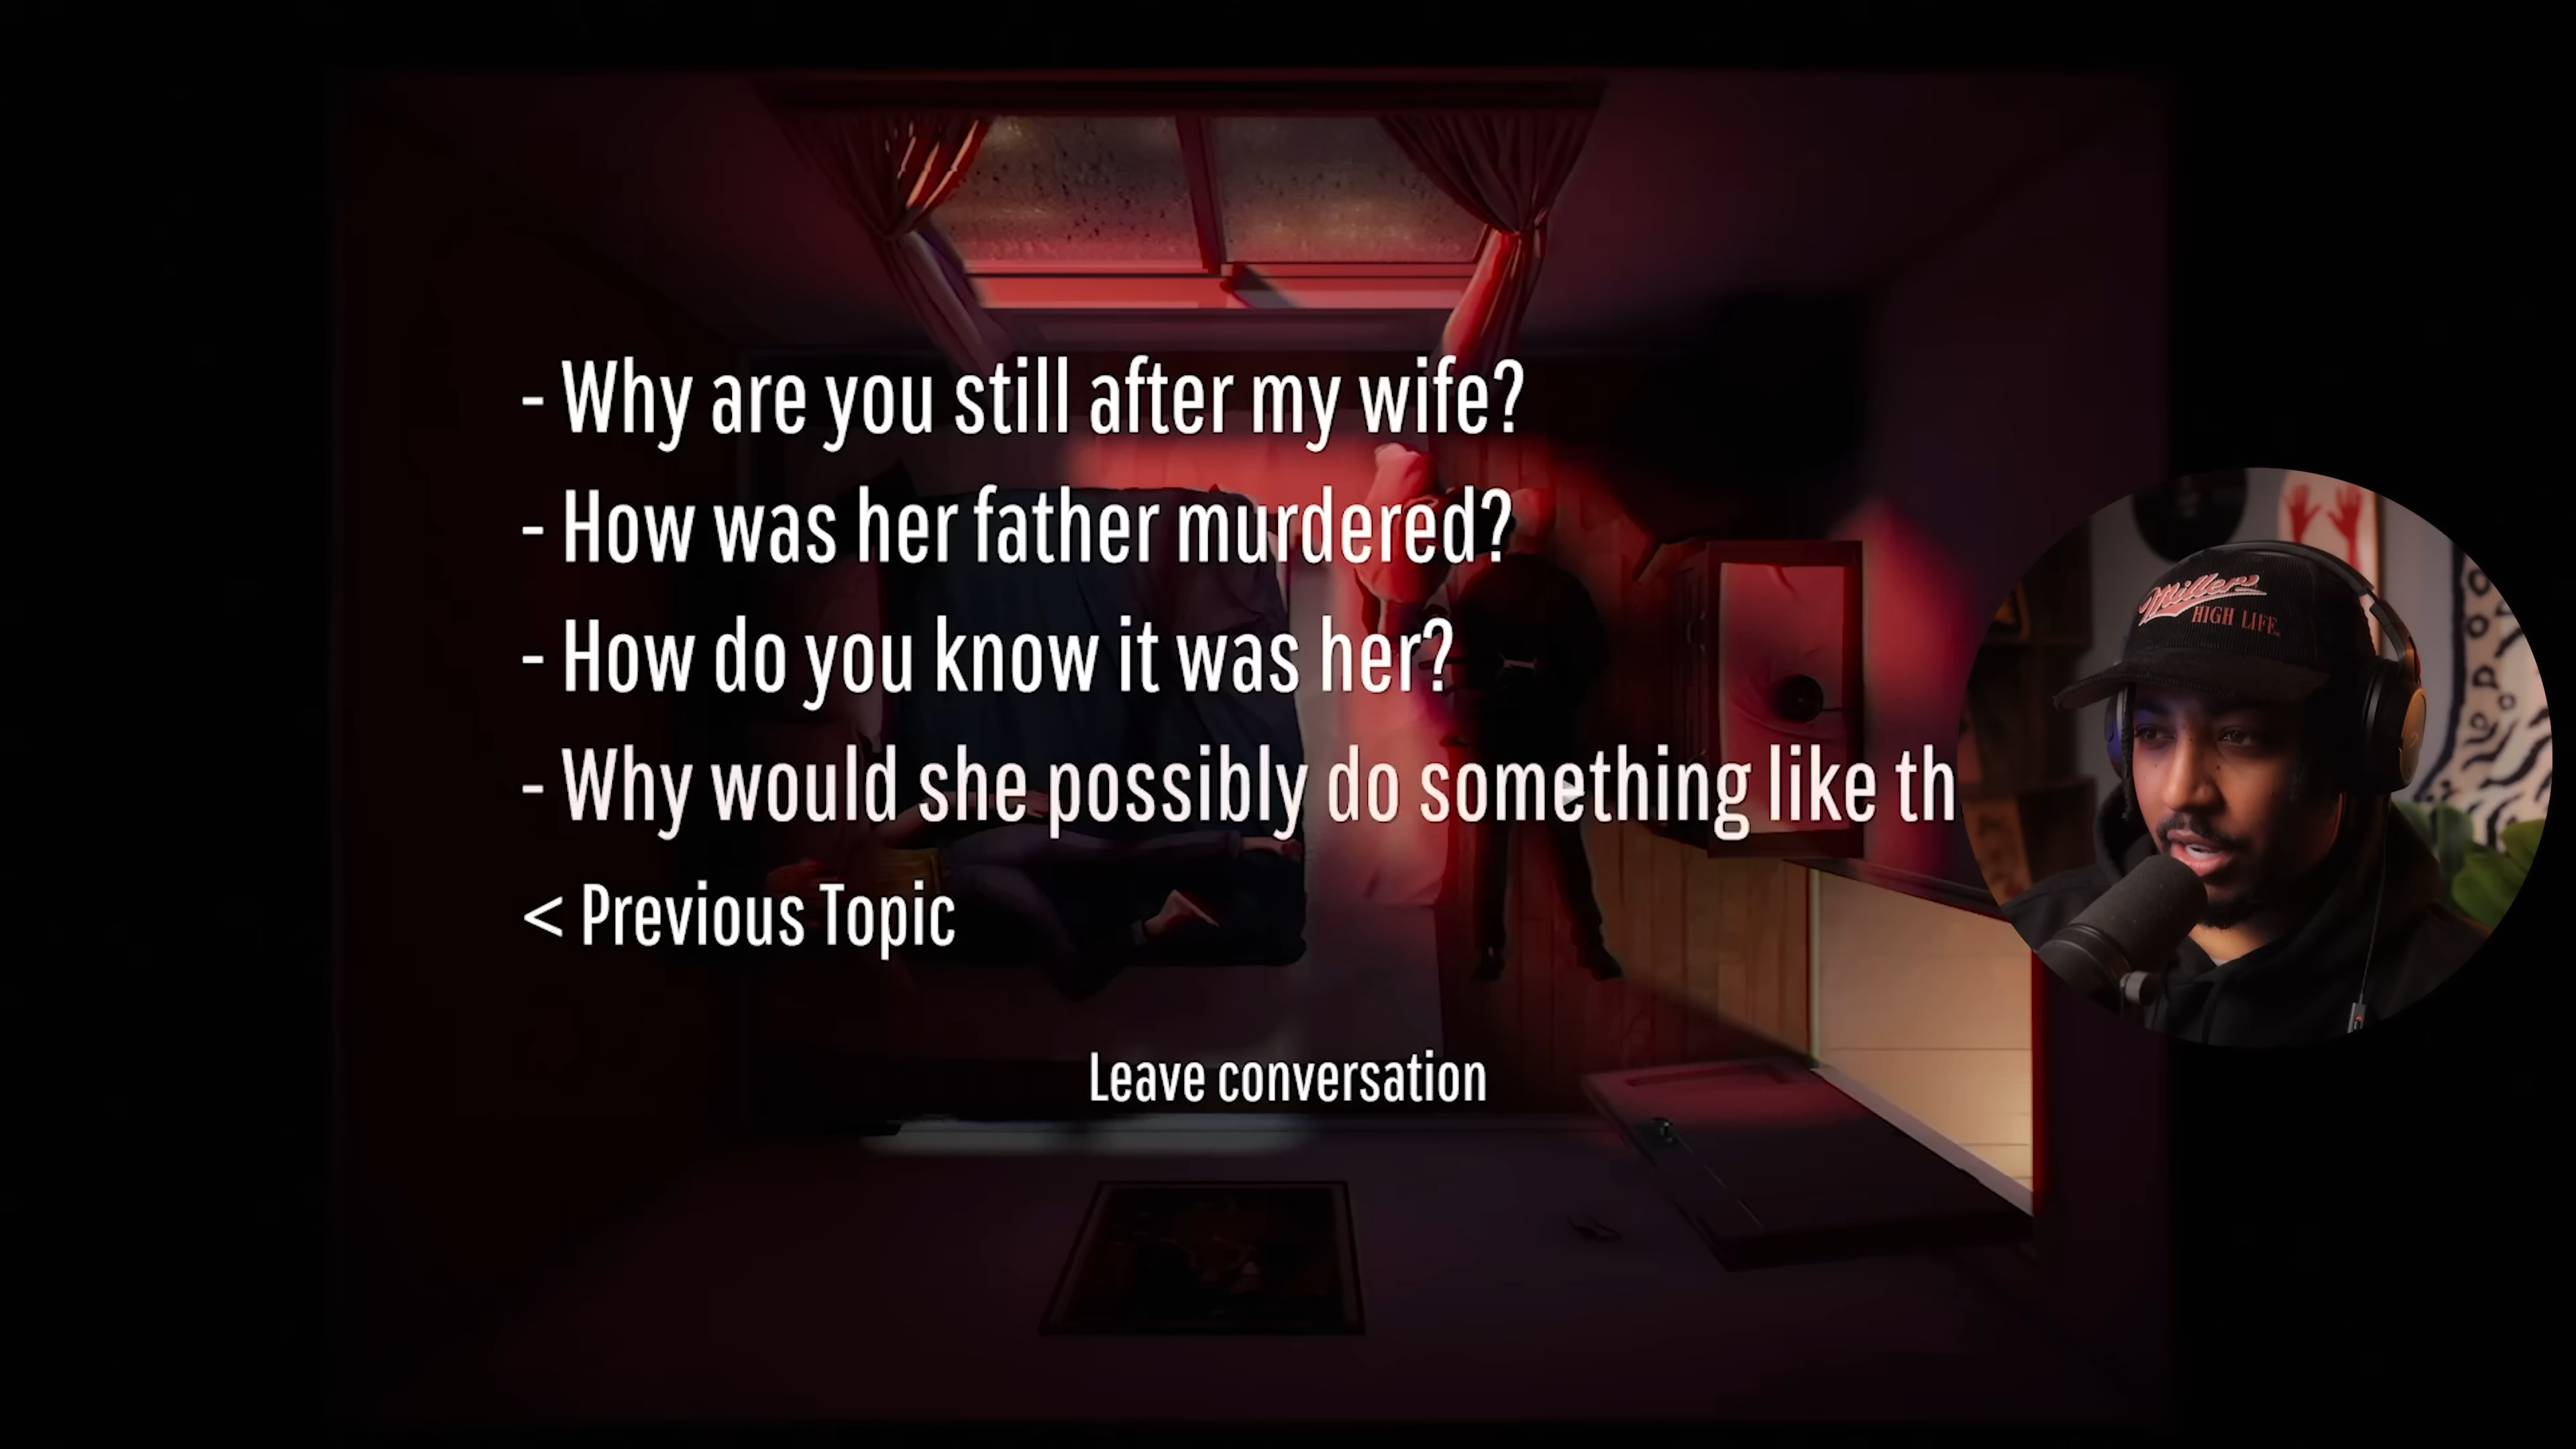 - Why are you still after my wife?
- How was her father murdered?
- How do you know it was her?
- Why would she possibly do something like th
< Previous Topic
Leave conversation
Miller
HIGH LIFE